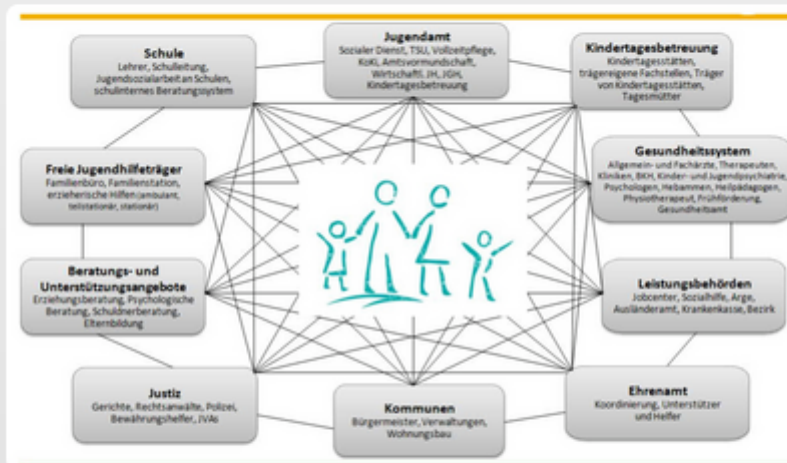 Jugendamt
Sozialer Dienst, TSU, Vollzeitpflege,
KoKi, Amtsvormundschaft,
Wirtschaftl. JH, JGH,
Kindertagesbetreuung
Schule
Lehrer, Schulleitung,
Jugendsozialarbeit an Schulen,
schulinternes Beratungssystem
Kindertagesbetreuung
Kindertagesstätten,
trägereigene Fachstellen, Träger
von Kindertagesstätten,
Tagesmütter
Freie Jugendhilfeträger
Familienbüro, Familienstation,
erzieherische Hilfen (ambulant,
teilstationär, stationär)
Gesundheitssystem
Allgemein- und Fachärzte, Therapeuten,
Kliniken, BKH, Kinder- und Jugendpsychiatrie,
Psychologen, Hebammen, Heilpädagogen,
Physiotherapeut, Frühförderung,
Gesundheitsamt
Beratungs- und
Unterstützungsangebote
Erziehungsberatung, Psychologische
Beratung, Schuldnerberatung,
Elternbildung
Leistungsbehörden
Jobcenter, Sozialhilfe, Arge,
Ausländeramt, Krankenkasse, Bezirk
Justiz
Gerichte, Rechtsanwälte, Polizei,
Bewährungshelfer, JVAs
Kommunen
Bürgermeister, Verwaltungen,
Wohnungsbau
Ehrenamt
Koordinierung, Unterstützer
und Helfer